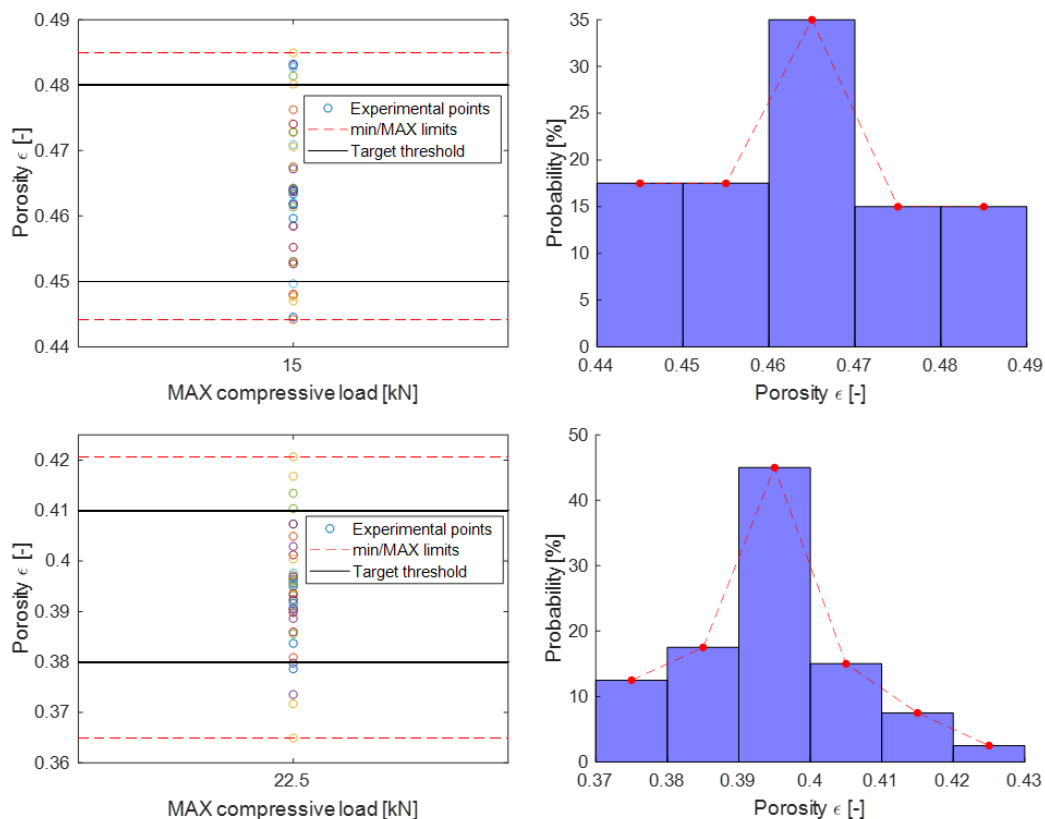 0.49
0.48
0.47
0.46
0.45
0.44
Porosity ϵ [-]
Experimental points
min/MAX limits
Target threshold
15
MAX compressive load [kN]
35
30
25
20
15
10
5
0
Probability [%]
0.44 0.45 0.46 0.47 0.48 0.49
Porosity ϵ [-]
0.42
0.41
0.4
0.39
0.38
0.37
0.36
Porosity ϵ [-]
Experimental points
min/MAX limits
Target threshold
22.5
MAX compressive load [kN]
50
40
30
20
10
0
Probability [%]
0.37 0.38 0.39 0.4 0.41 0.42 0.43
Porosity ϵ [-]